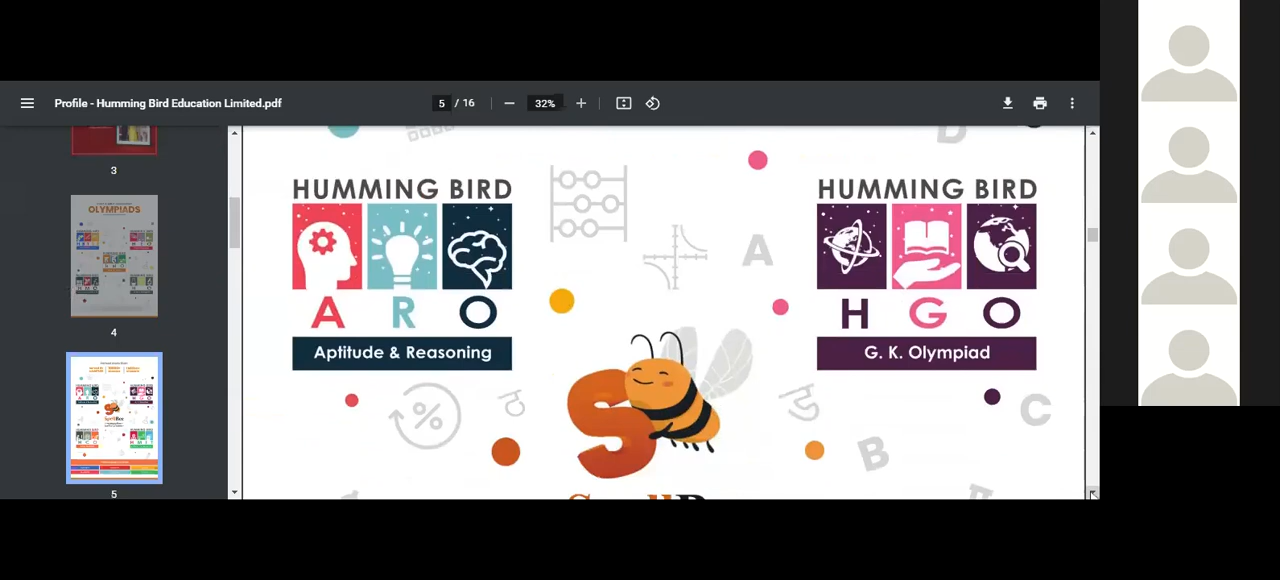 Profile - Humming Bird Education Limited.pdf
5 / 16
32%
3
OLYMPIADS
4
5
HUMMING BIRD
A R O
Aptitude & Reasoning
HUMMING BIRD
H G O
G. K. Olympiad
A
D
S
%
B
C